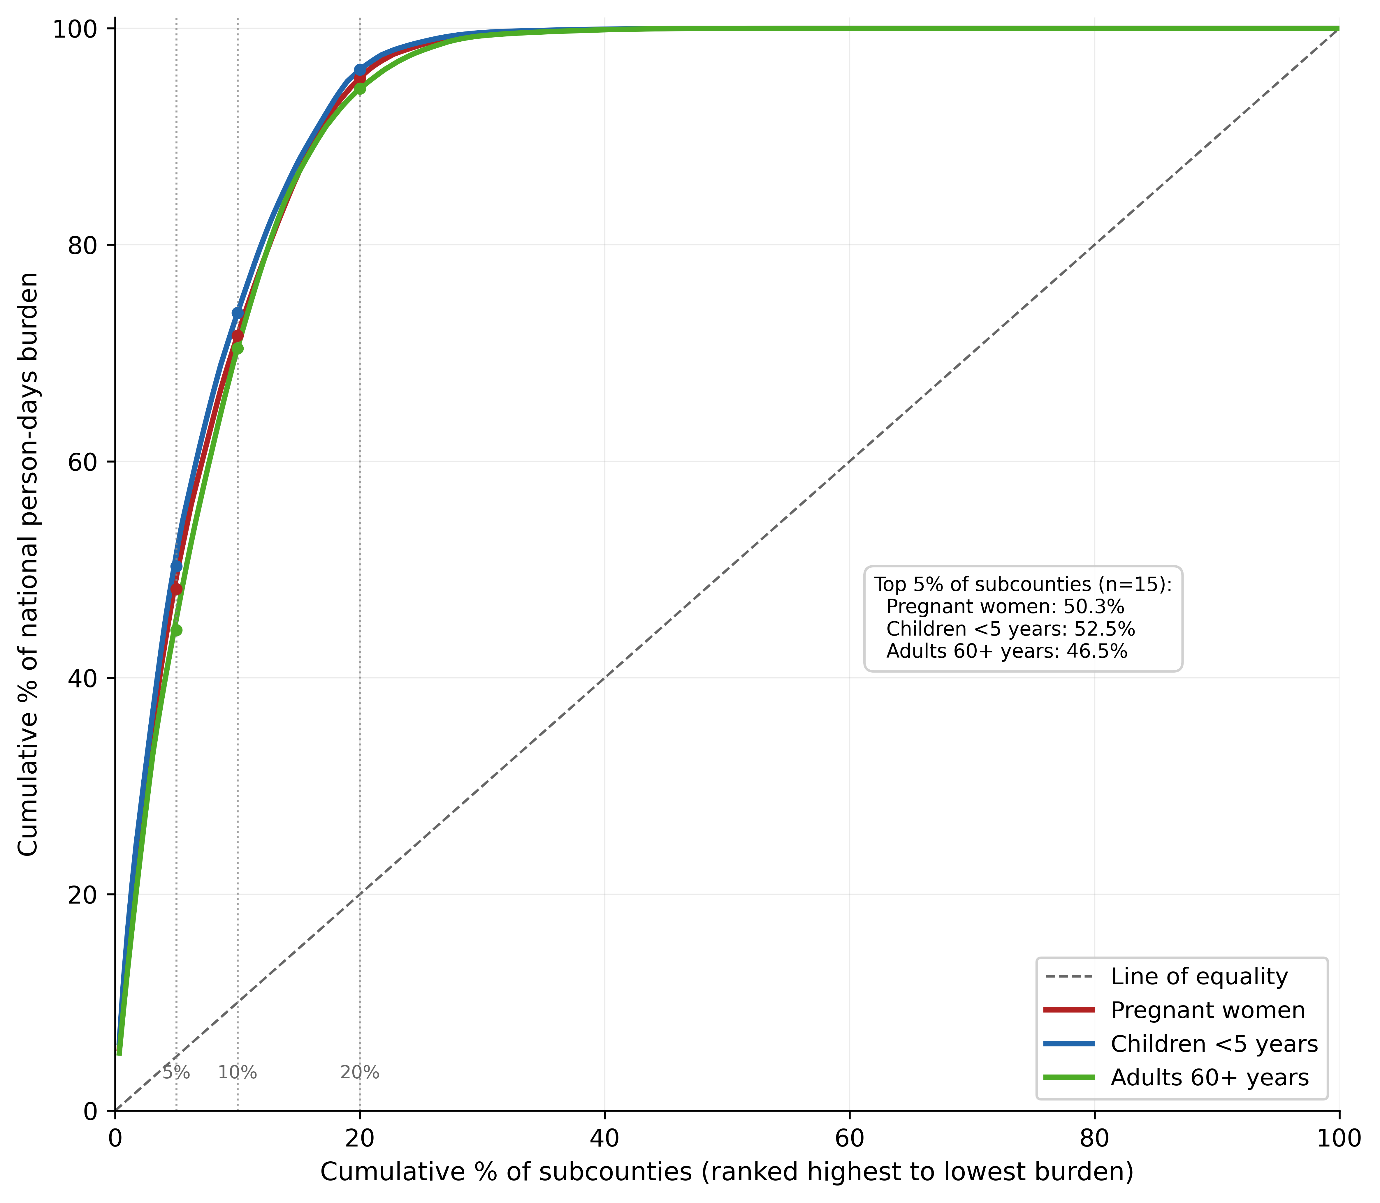 100
80
60
40
20
0
Cumulative % of national person-days burden
Top 5% of subcounties (n=15):
Pregnant women: 50.3%
Children <5 years: 52.5%
Adults 60+ years: 46.5%
Line of equality
Pregnant women
Children <5 years
Adults 60+ years
5% 10% 20%
0 20 40 60 80 100
Cumulative % of subcounties (ranked highest to lowest burden)